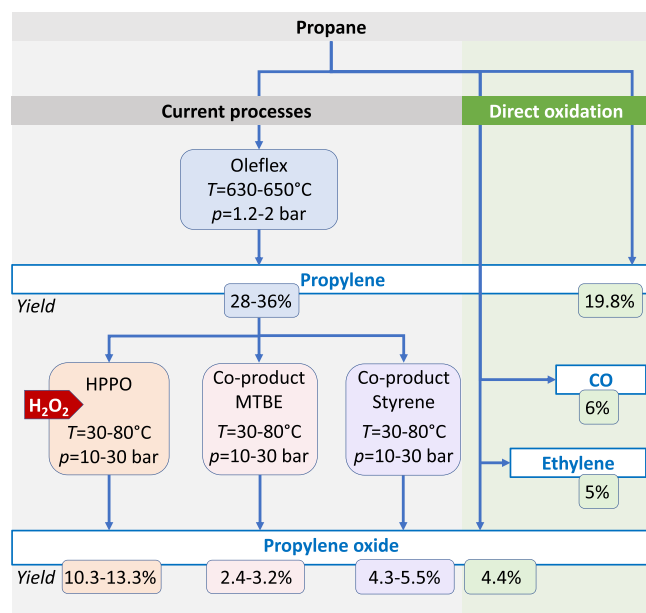 Propane
Current processes
Direct oxidation
Oleflex
T=630-650°C
p=1.2-2 bar
Propylene
Yield
28-36%
19.8%
H₂O₂
HPPO
T=30-80°C
p=10-30 bar
Co-product
MTBE
T=30-80°C
p=10-30 bar
Co-product
Styrene
T=30-80°C
p=10-30 bar
CO
6%
Ethylene
5%
Propylene oxide
Yield
10.3-13.3%
2.4-3.2%
4.3-5.5%
4.4%